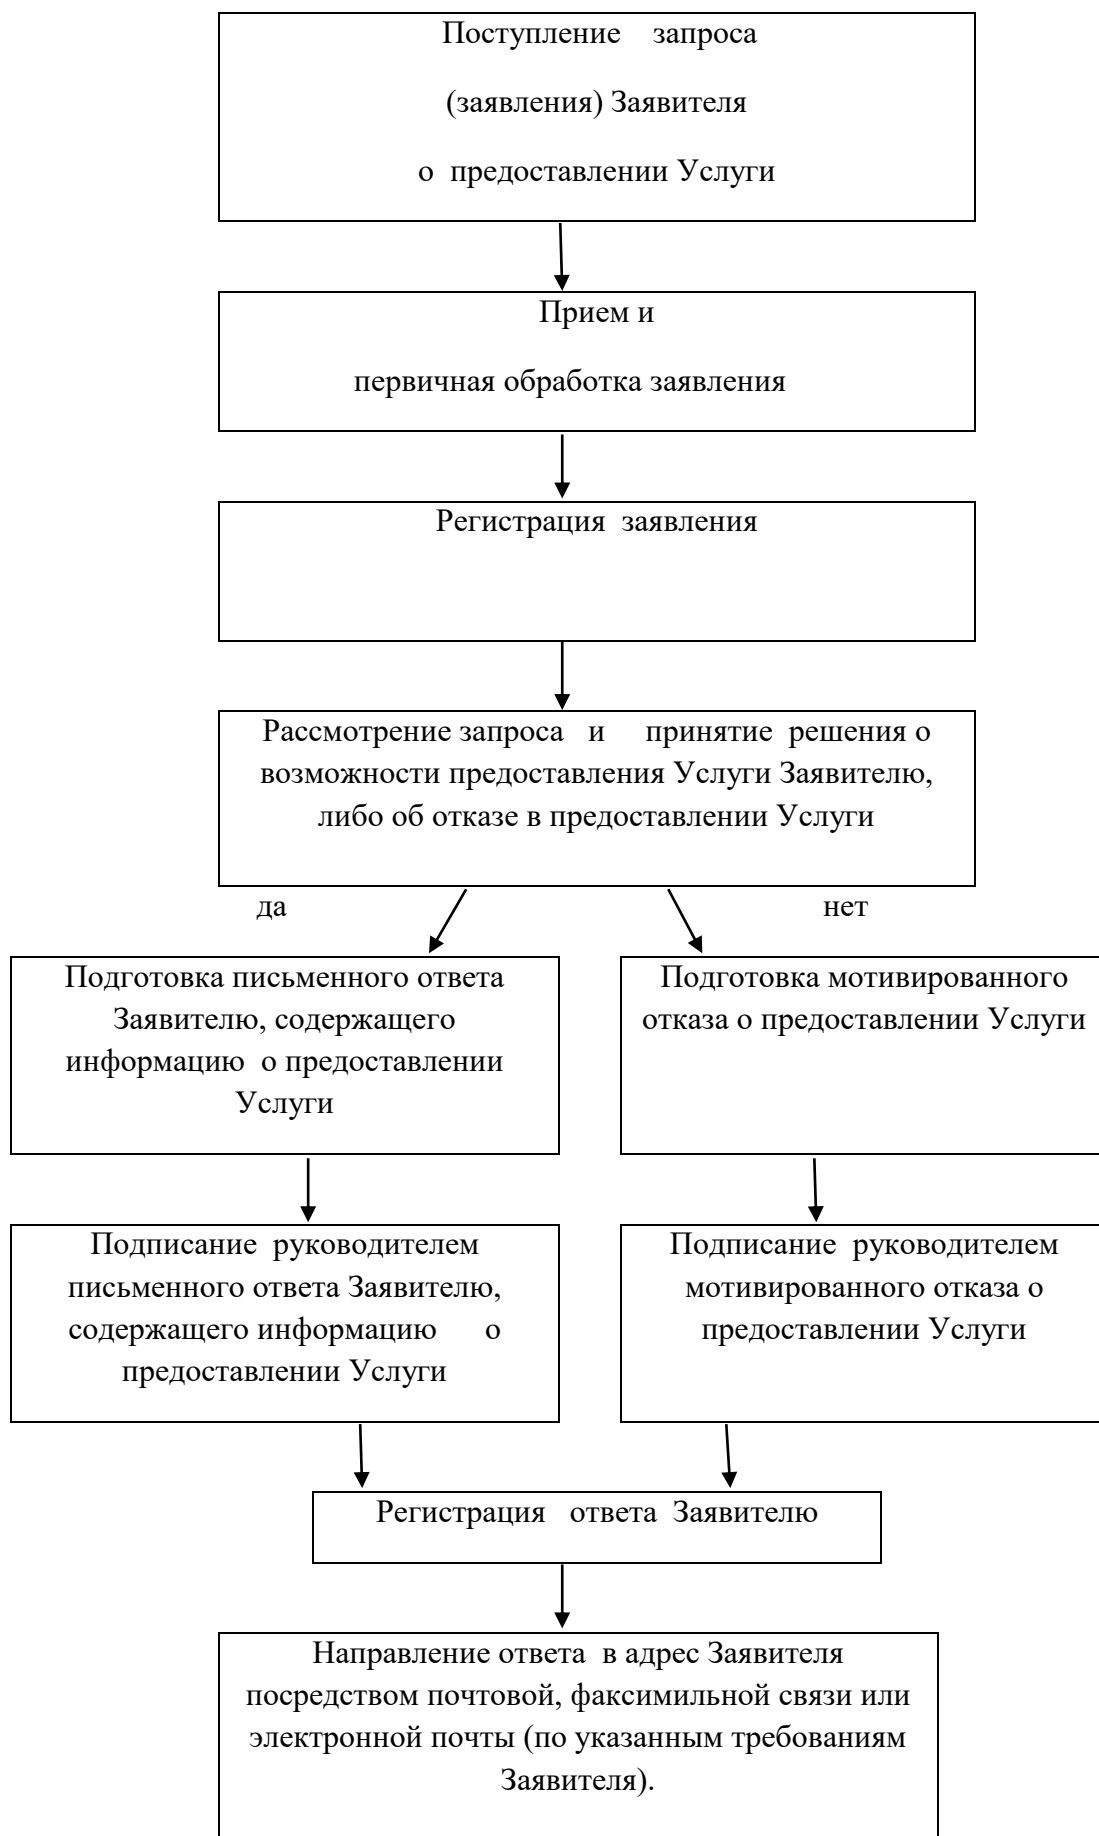 Поступление запроса
(заявления) Заявителя
о предоставлении Услуги
Прием и
первичная обработка заявления
Регистрация заявления
Рассмотрение запроса и принятие решения о
возможности предоставления Услуги Заявителю,
либо об отказе в предоставлении Услуги
да
нет
Подготовка письменного ответа
Заявителю, содержащего
информацию о предоставлении
Услуги
Подготовка мотивированного
отказа о предоставлении Услуги
Подписание руководителем
письменного ответа Заявителю,
содержащего информацию о
предоставлении Услуги
Подписание руководителем
мотивированного отказа о
предоставлении Услуги
Регистрация ответа Заявителю
Направление ответа в адрес Заявителя
посредством почтовой, факсимильной связи или
электронной почты (по указанным требованиям
Заявителя).